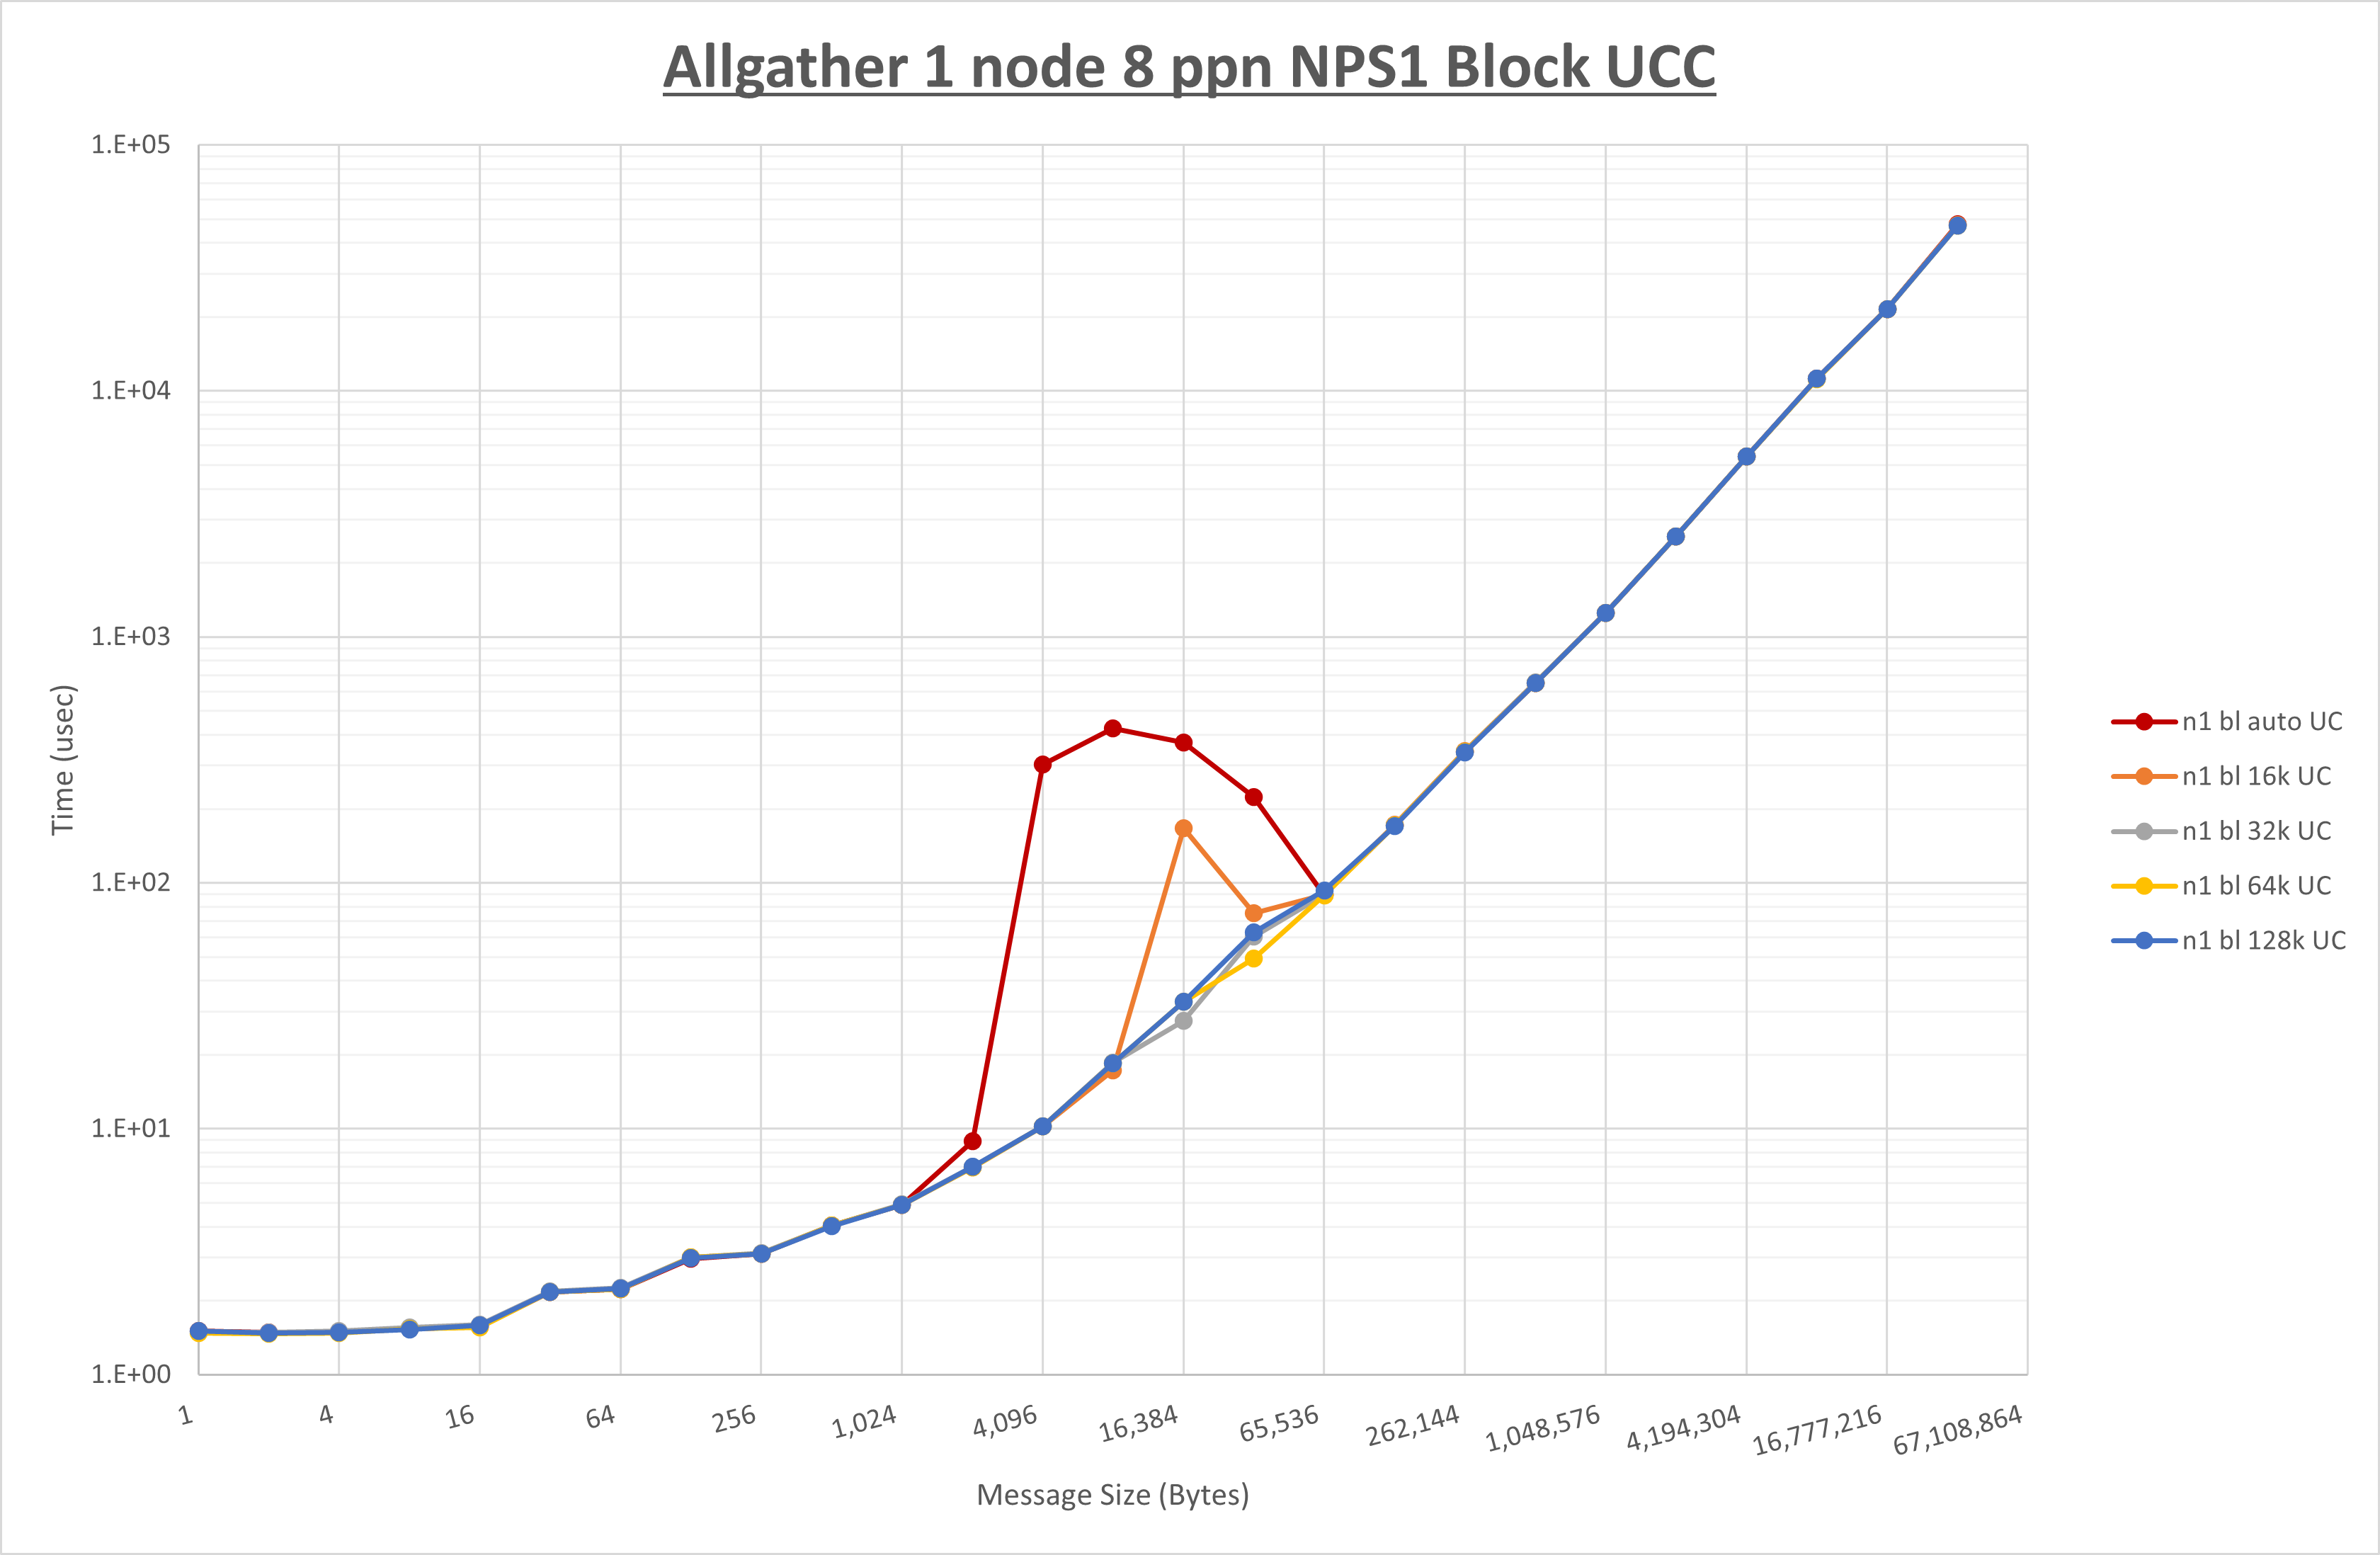 Allgather 1 node 8 ppn NPS1 Block UCC
1.E+05
1.E+04
1.E+03
1.E+02
1.E+01
1.E+00
Time (usec)
1 4 16 64 256 1,024 4,096 16,384 65,536 262,144 1,048,576 4,194,304 16,777,216 67,108,864
Message Size (Bytes)
n1 bl auto UC
n1 bl 16k UC
n1 bl 32k UC
n1 bl 64k UC
n1 bl 128k UC